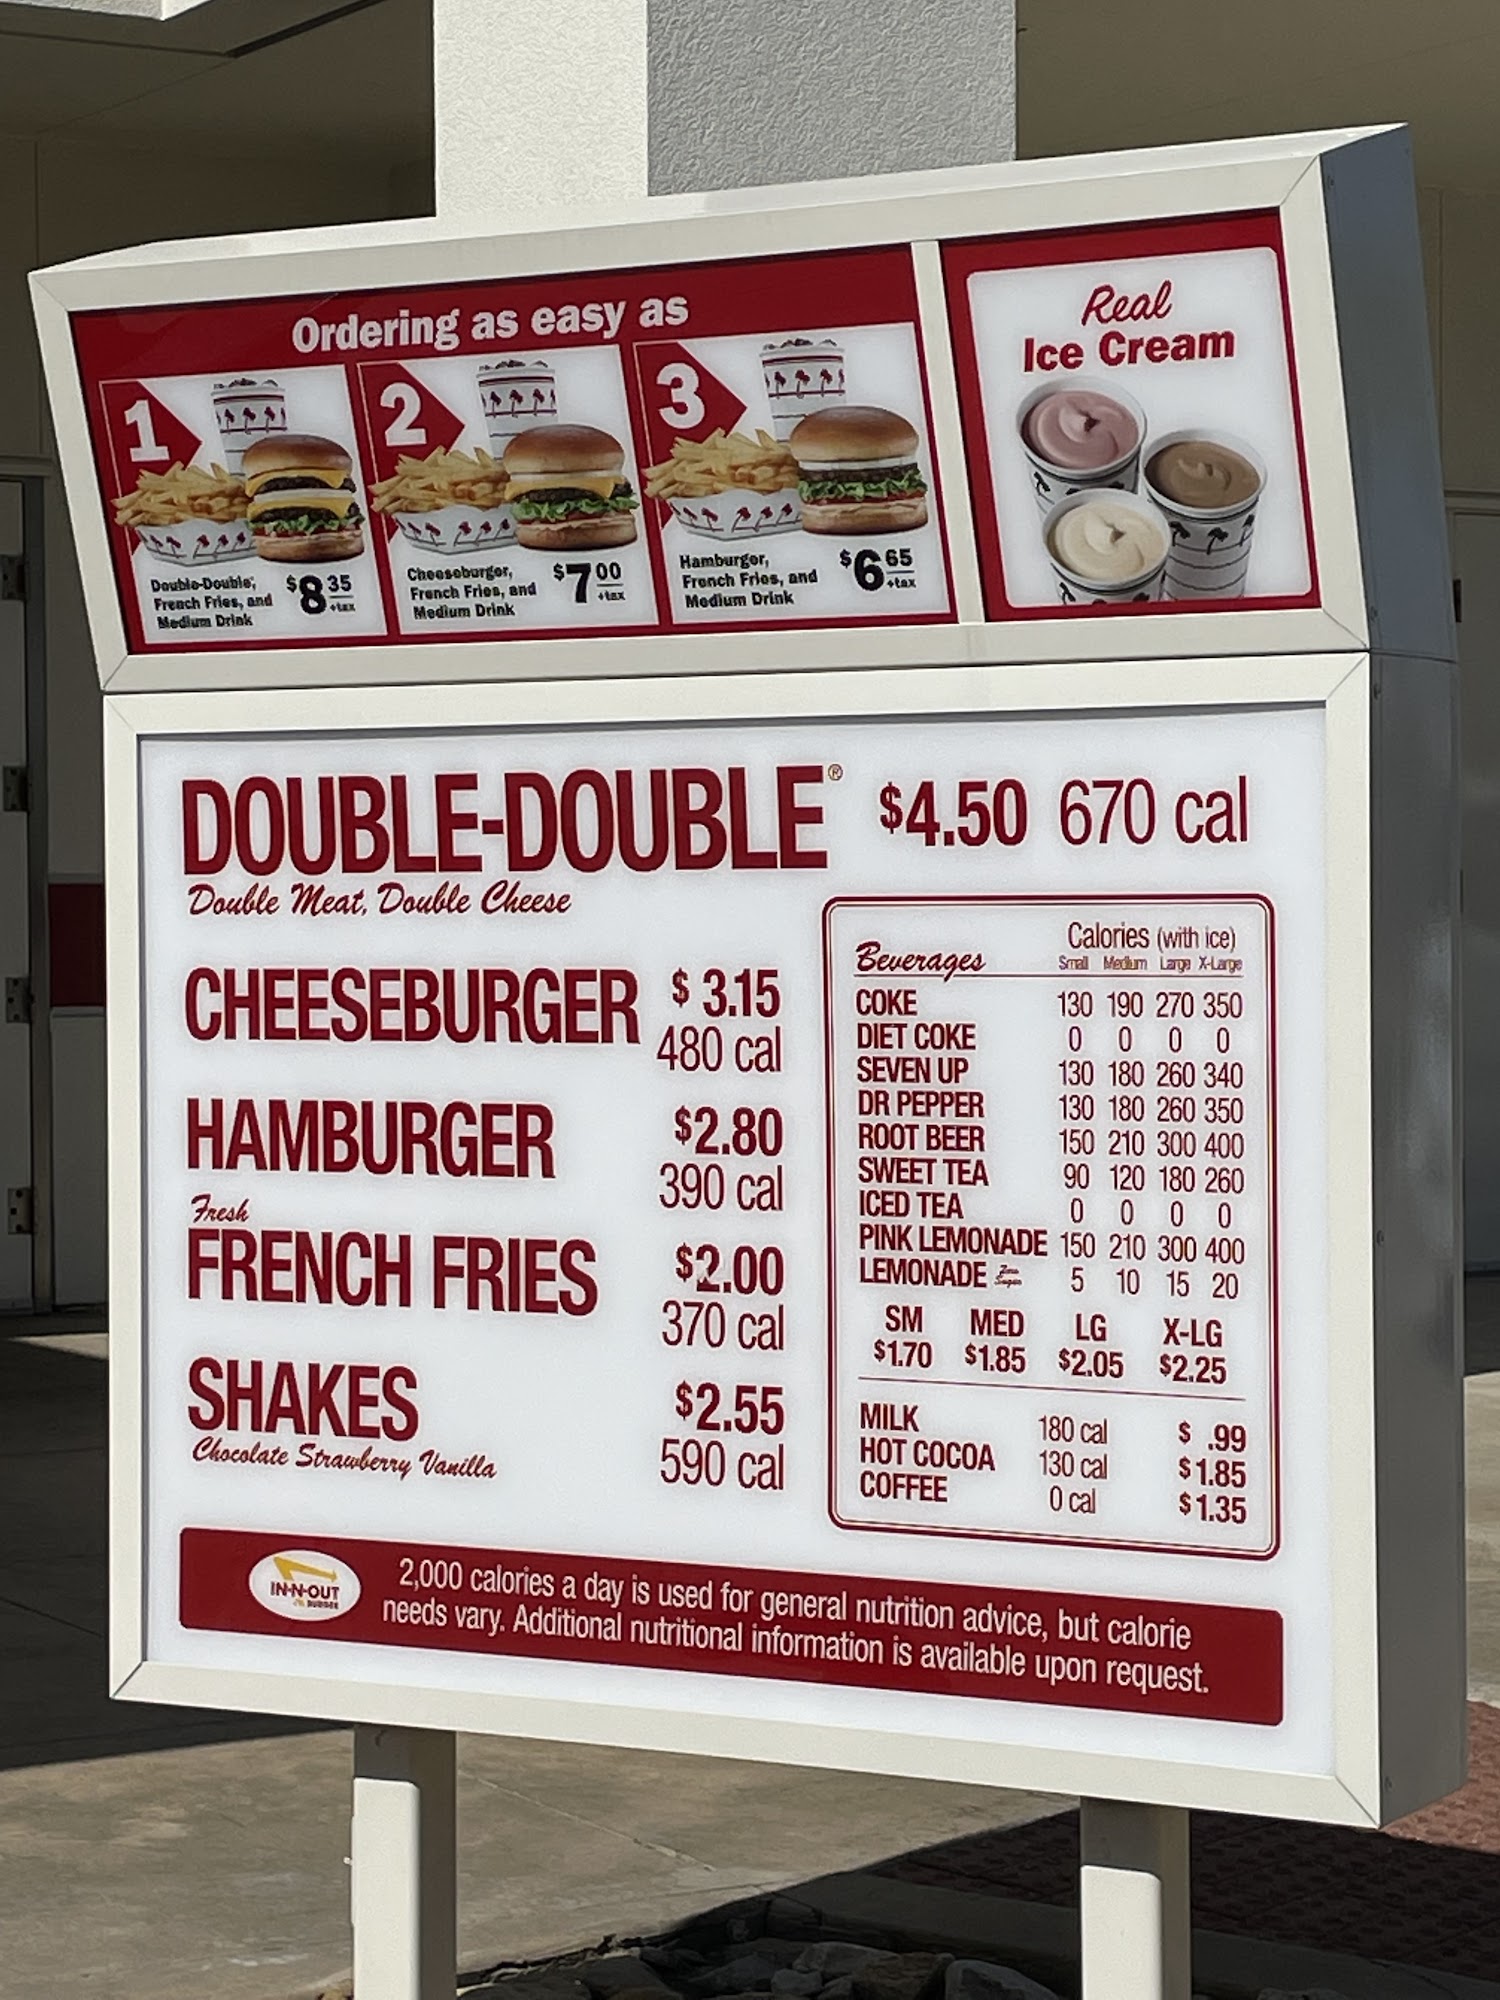 Ordering as easy as
1
Double-Double,
French Fries, and
Medium Drink
$8 35
+tax
2
Cheeseburger,
French Fries, and
Medium Drink
$7 00
+tax
3
Hamburger,
French Fries, and
Medium Drink
$6 65
+tax
Real
Ice Cream
DOUBLE-DOUBLE® $4.50 670 cal
Double Meat, Double Cheese
CHEESEBURGER $ 3.15
480 cal
HAMBURGER $2.80
390 cal
Fresh
FRENCH FRIES $2.00
370 cal
SHAKES $2.55
Chocolate Strawberry Vanilla 590 cal
Calories (with ice)
Beverages Small Medium Large X-Large
COKE 130 190 270 350
DIET COKE 0 0 0 0
SEVEN UP 130 180 260 340
DR PEPPER 130 180 260 350
ROOT BEER 150 210 300 400
SWEET TEA 90 120 180 260
ICED TEA 0 0 0 0
PINK LEMONADE 150 210 300 400
LEMONADE Zero Sugar 5 10 15 20
SM MED LG X-LG
$1.70 $1.85 $2.05 $2.25
MILK 180 cal $ .99
HOT COCOA 130 cal $1.85
COFFEE 0 cal $1.35
IN-N-OUT
BURGER
2,000 calories a day is used for general nutrition advice, but calorie
needs vary. Additional nutritional information is available upon request.